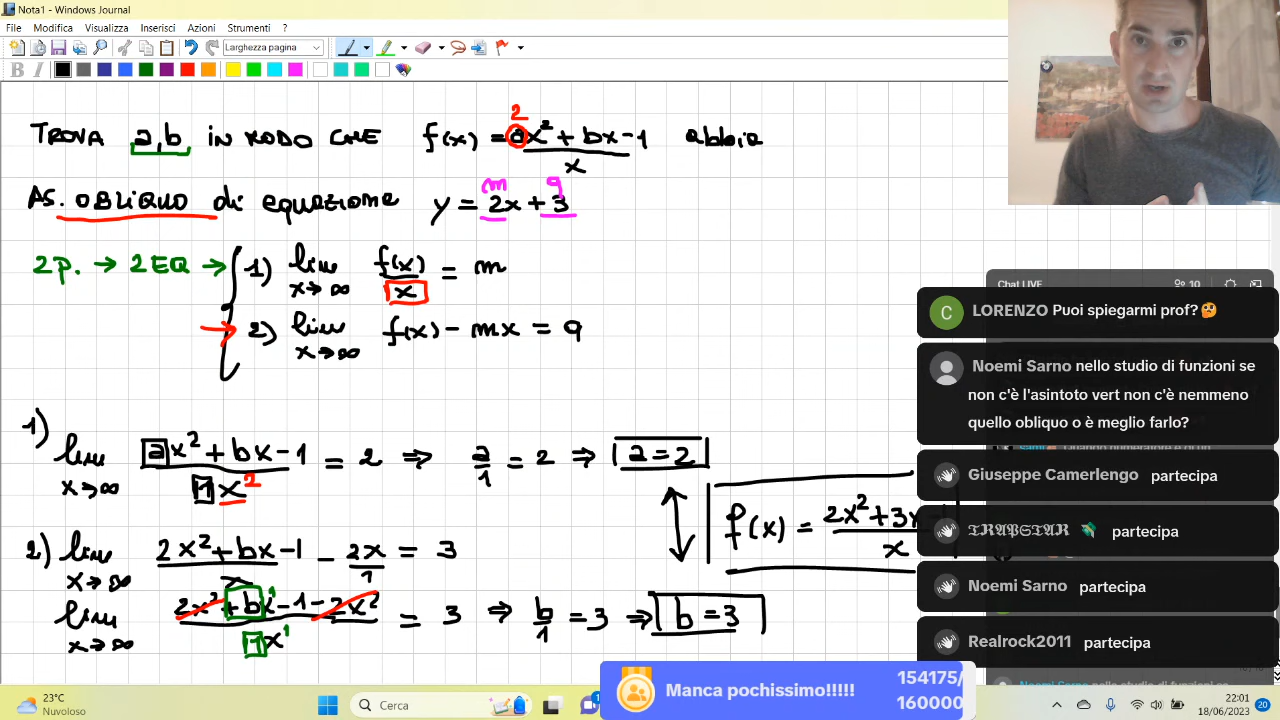 Nota1 - Windows Journal
File Modifica Visualizza Inserisci Azioni Strumenti ?
Larghezza pagina
B I
TROVA a,b IN MODO CHE f(x) = ax² + bx - 1 abbia
2
x
AS. OBLIQUO di equazione y = 2x + 3
m q
2P. → 2EQ → 1) lim f(x) = m
x→∞ x
2) lim f(x) - mx = q
x→∞
1) lim ax² + bx - 1 = 2 ⇒ a/1 = 2 ⇒ a=2
x→∞ 1x²
f(x) = 2x²+3x
x
2) lim 2x² + bx - 1 - 2x/1 = 3
x→∞ x
lim 2x² + bx¹ - 1 - 2x² = 3 ⇒ b/1 = 3 ⇒ b = 3
x→∞ 1x¹
Chat LIVE 10
LORENZO Puoi spiegarmi prof?🤔
Noemi Sarno nello studio di funzioni se
non c'è l'asintoto vert non c'è nemmeno
quello obliquo o è meglio farlo?
Giuseppe Camerlengo partecipa
partecipa
Noemi Sarno partecipa
Realrock2011 partecipa
Manca pochissimo!!!!! 154175/
160000
23°C
Nuvoloso
Cerca
22:01
18/06/2023
20